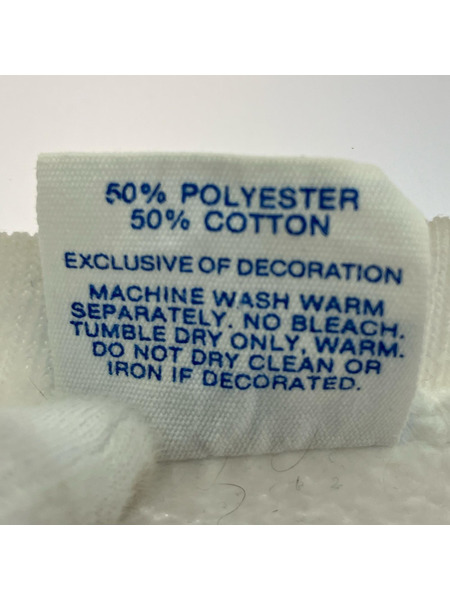 50% POLYESTER
50% COTTON
EXCLUSIVE OF DECORATION
MACHINE WASH WARM
SEPARATELY. NO BLEACH.
TUMBLE DRY ONLY, WARM.
DO NOT DRY CLEAN OR
IRON IF DECORATED.